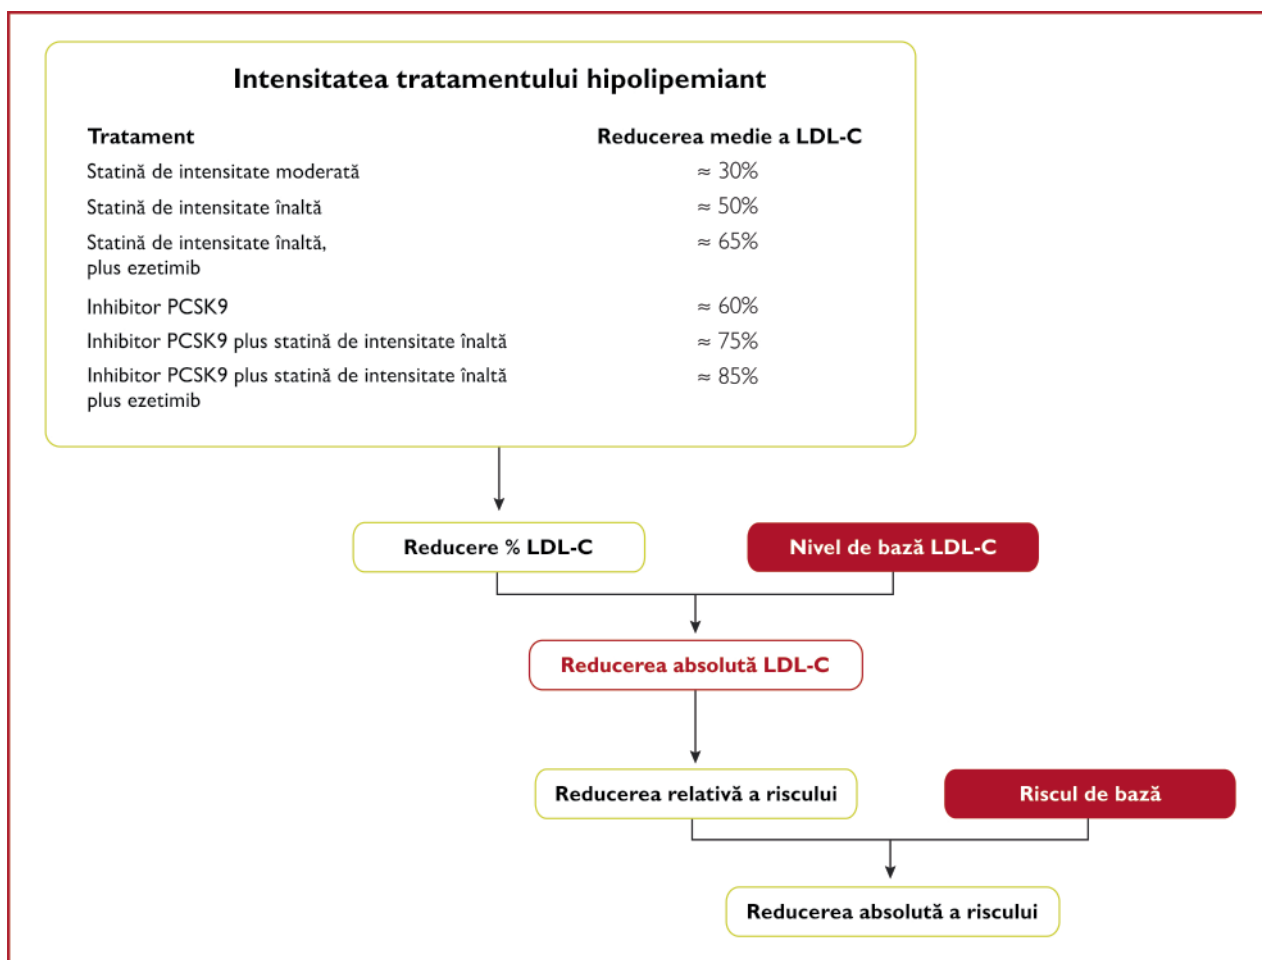 Intensitatea tratamentului hipolipemiant
Tratament Reducerea medie a LDL-C
Statină de intensitate moderată ≈ 30%
Statină de intensitate înaltă ≈ 50%
Statină de intensitate înaltă, ≈ 65%
plus ezetimib
Inhibitor PCSK9 ≈ 60%
Inhibitor PCSK9 plus statină de intensitate înaltă ≈ 75%
Inhibitor PCSK9 plus statină de intensitate înaltă ≈ 85%
plus ezetimib
Reducere % LDL-C Nivel de bază LDL-C
Reducerea absolută LDL-C
Reducerea relativă a riscului Riscul de bază
Reducerea absolută a riscului